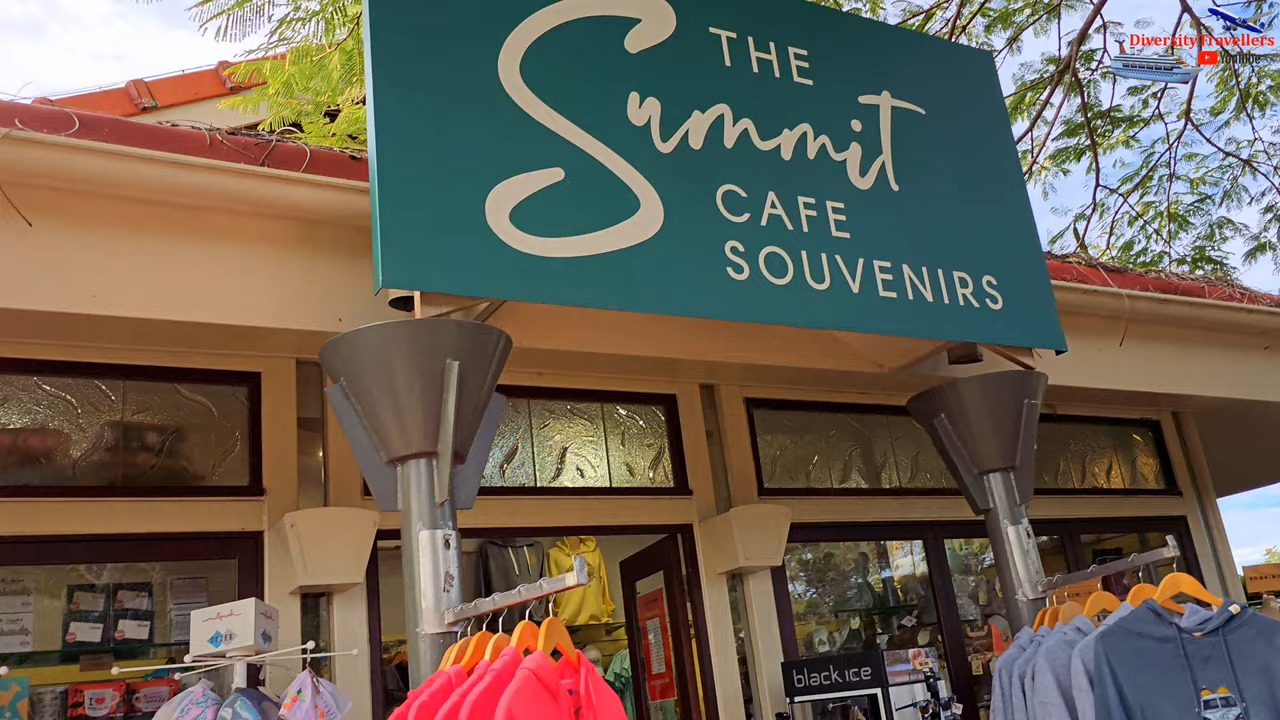 DiversityTravellers
YouTube
THE
Summit
CAFE
SOUVENIRS
black ice